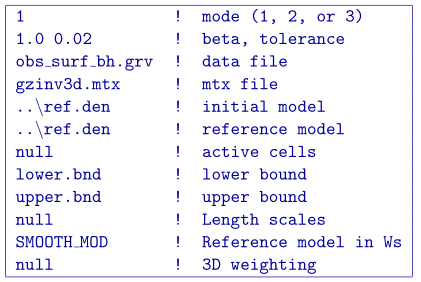 1 ! mode (1, 2, or 3)
1.0 0.02 ! beta, tolerance
obs_surf_bh.grv ! data file
gzinv3d.mtx ! mtx file
..\ref.den ! initial model
..\ref.den ! reference model
null ! active cells
lower.bnd ! lower bound
upper.bnd ! upper bound
null ! Length scales
SMOOTH_MOD ! Reference model in Ws
null ! 3D weighting